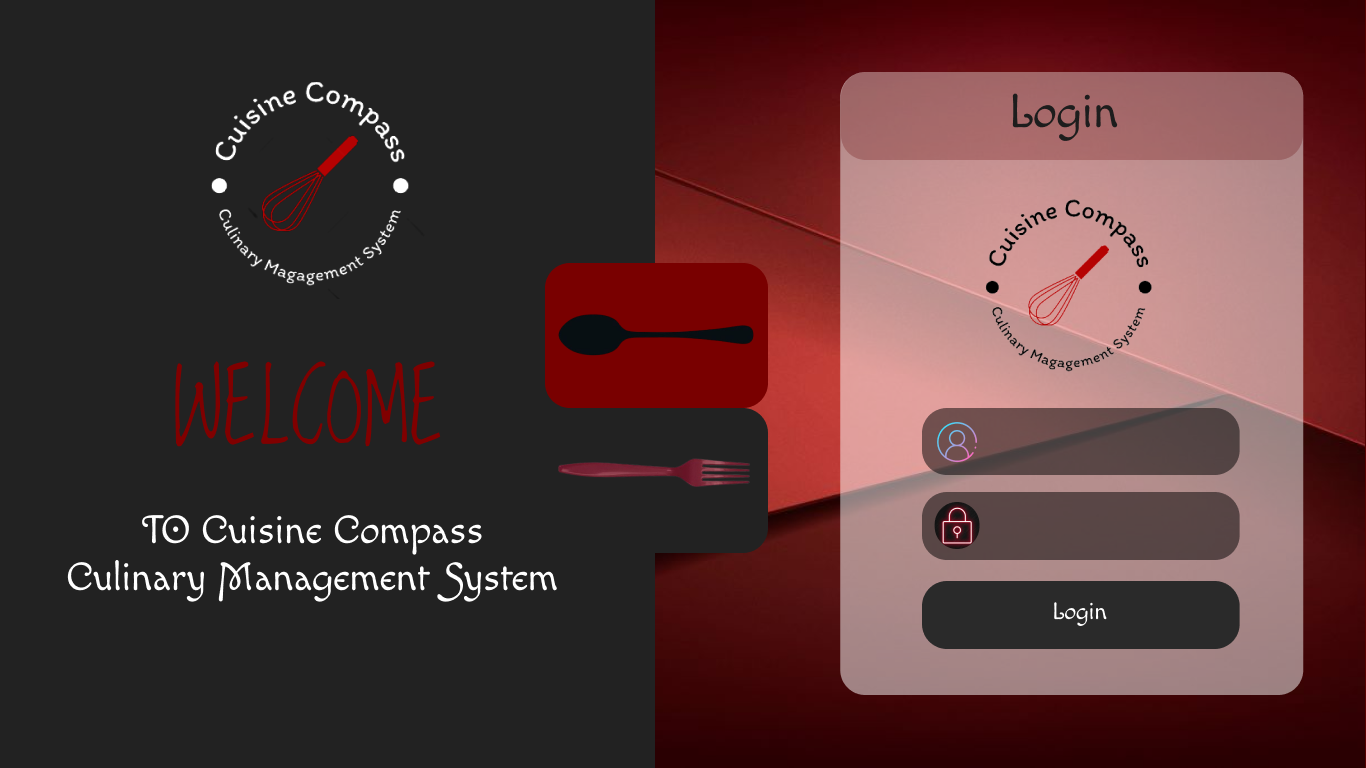 Cuisine Compass
Culinary Magagement System
WELCOME
TO Cuisine Compass
Culinary Management System
Login
Cuisine Compass
Culinary Magagement System
Login